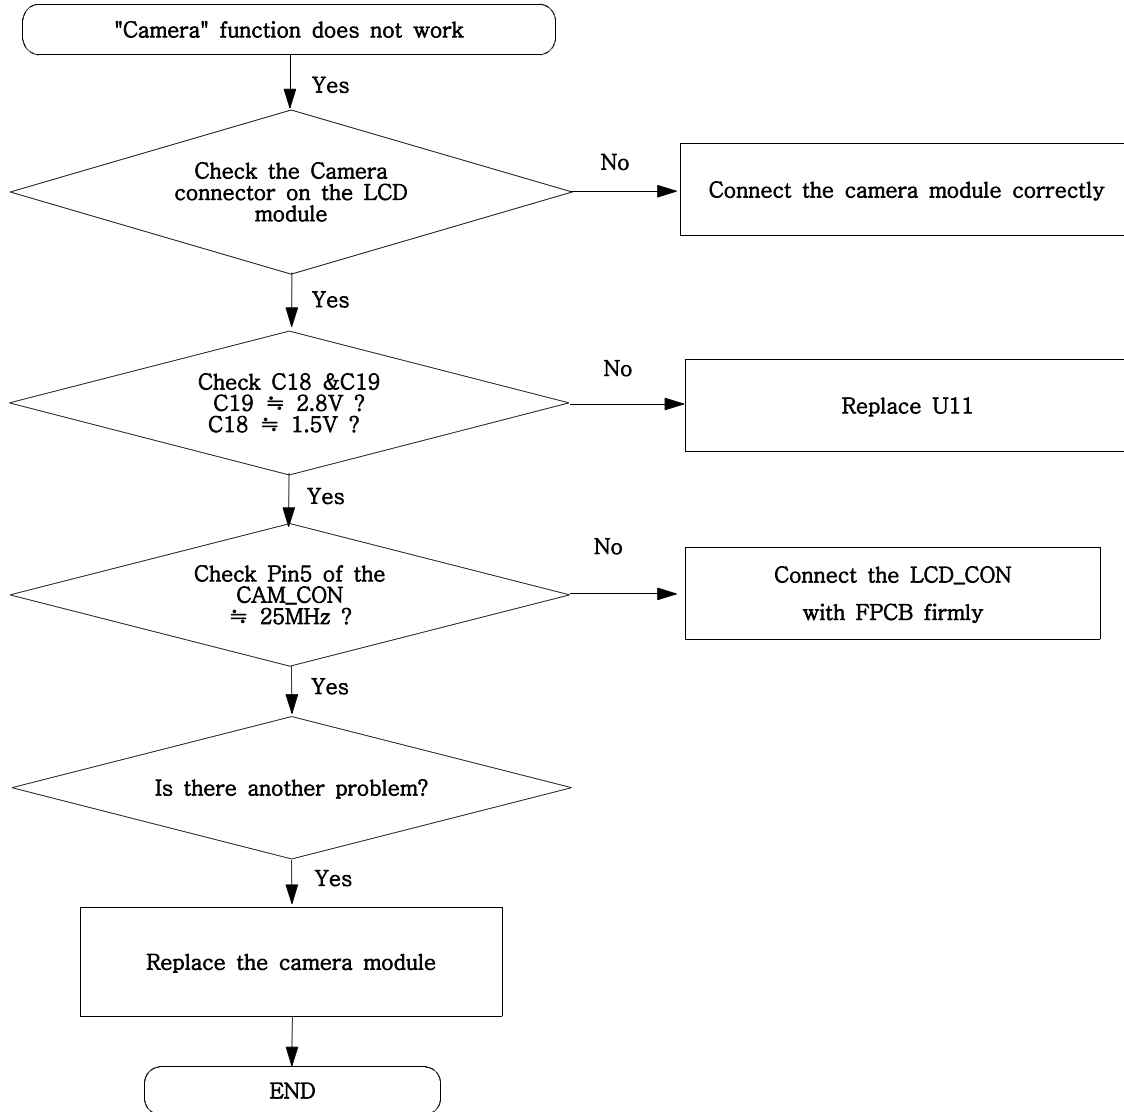 "Camera" function does not work
Yes
Check the Camera
connector on the LCD
module
No
Connect the camera module correctly
Yes
Check C18 &C19
C19 ≒ 2.8V ?
C18 ≒ 1.5V ?
No
Replace U11
Yes
Check Pin5 of the
CAM_CON
≒ 25MHz ?
No
Connect the LCD_CON
with FPCB firmly
Yes
Is there another problem?
Yes
Replace the camera module
END